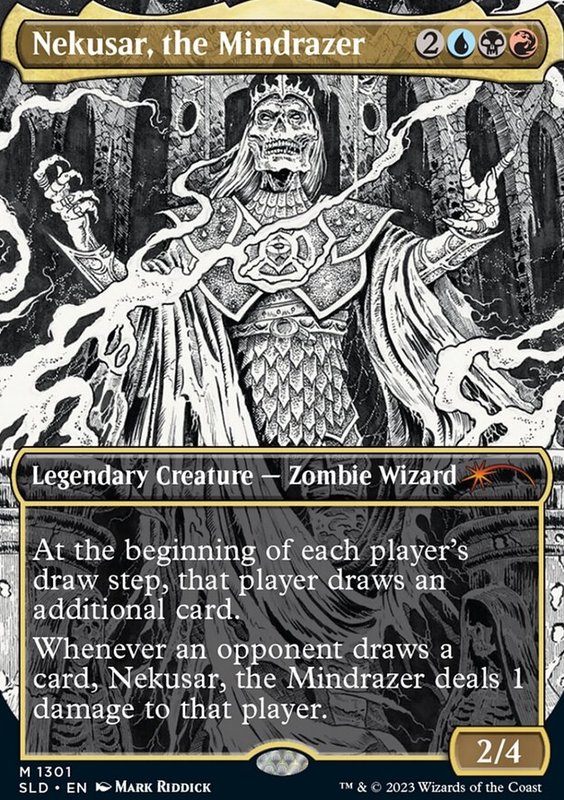 Nekusar, the Mindrazer 2
Legendary Creature — Zombie Wizard
At the beginning of each player's
draw step, that player draws an
additional card.
Whenever an opponent draws a
card, Nekusar, the Mindrazer deals 1
damage to that player.
2/4
M 1301
SLD • EN Mark Riddick
™ & © 2023 Wizards of the Coast